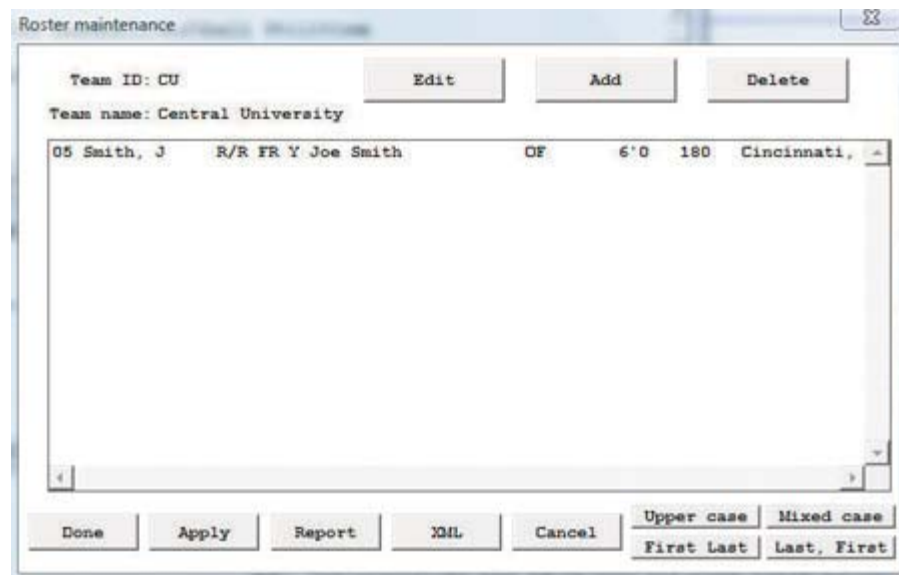 Roster maintenance
Team ID: CU Edit Add Delete
Team name: Central University
05 Smith, J R/R FR Y Joe Smith OF 6'0 180 Cincinnati,
Done Apply Report XML Cancel Upper case Mixed case
First Last Last, First